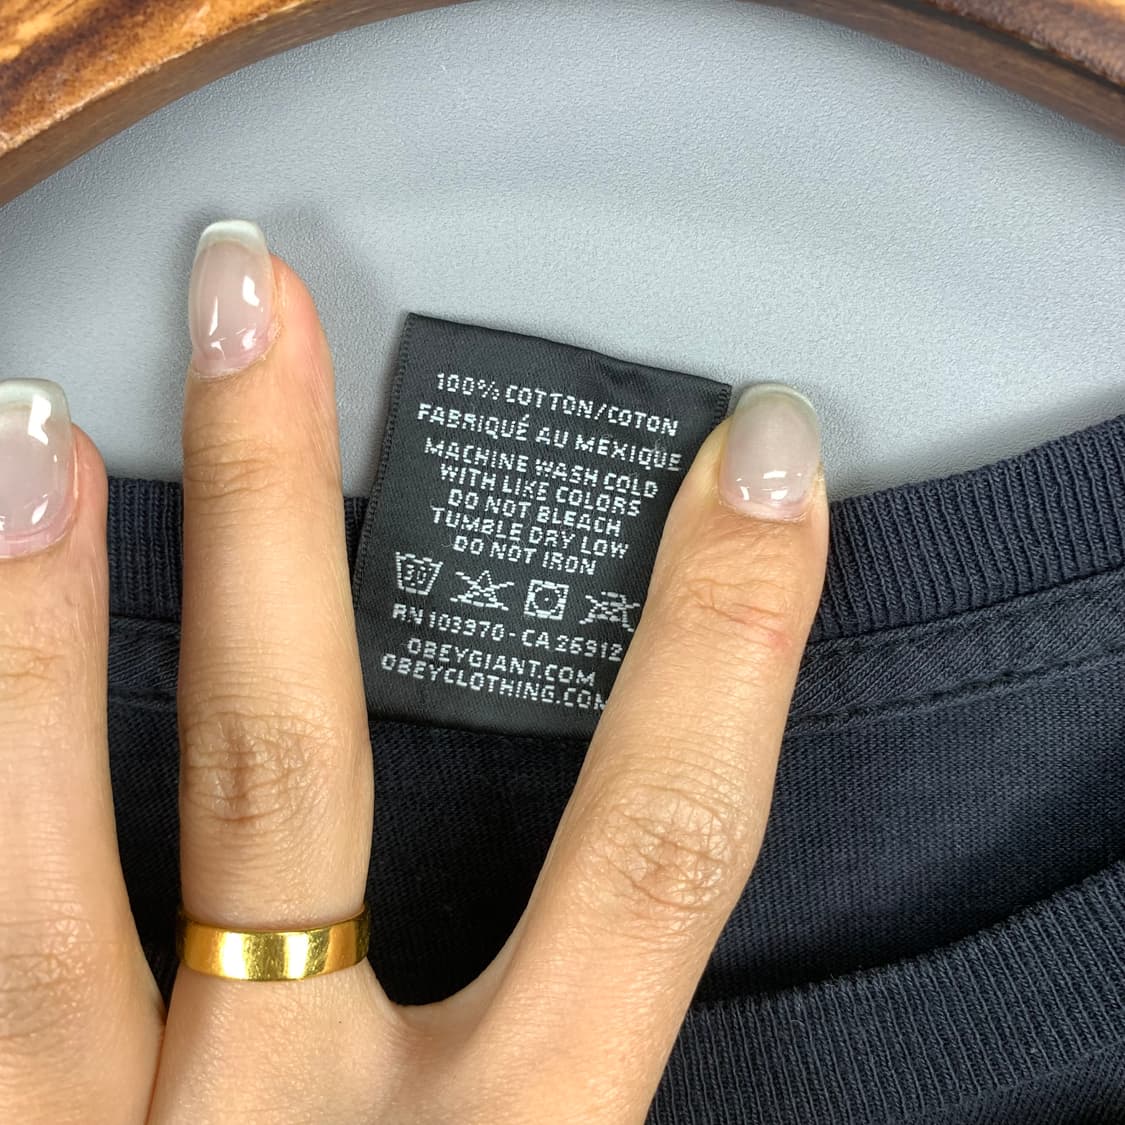 100% COTTON/COTON
FABRIQUÉ AU MEXIQUE
MACHINE WASH COLD
WITH LIKE COLORS
DO NOT BLEACH
TUMBLE DRY LOW
DO NOT IRON
30
RN 103970 - CA 26912
OBEYGIANT.COM
OBEYCLOTHING.COM